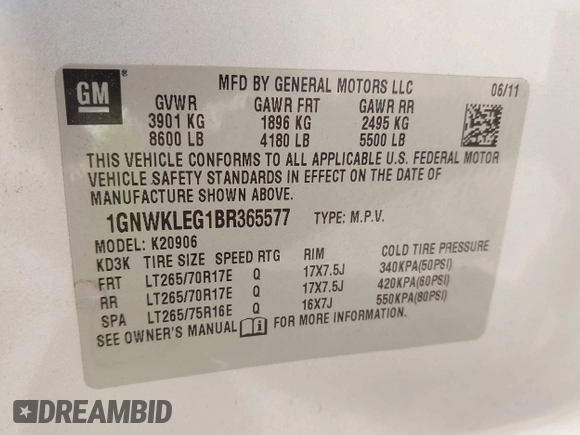 GM
®
MFD BY GENERAL MOTORS LLC 06/11
GVWR GAWR FRT GAWR RR
3901 KG 1896 KG 2495 KG
8600 LB 4180 LB 5500 LB
THIS VEHICLE CONFORMS TO ALL APPLICABLE U.S. FEDERAL MOTOR
VEHICLE SAFETY STANDARDS IN EFFECT ON THE DATE OF
MANUFACTURE SHOWN ABOVE.
1GNWKLEG1BR365577 TYPE: M.P.V.
MODEL: K20906
KD3K TIRE SIZE SPEED RTG RIM COLD TIRE PRESSURE
FRT LT265/70R17E Q 17X7.5J 340KPA(50PSI)
RR LT265/70R17E Q 17X7.5J 420KPA(60PSI)
SPA LT265/75R16E Q 16X7J 550KPA(80PSI)
SEE OWNER'S MANUAL i FOR MORE INFORMATION.
DREAMBID